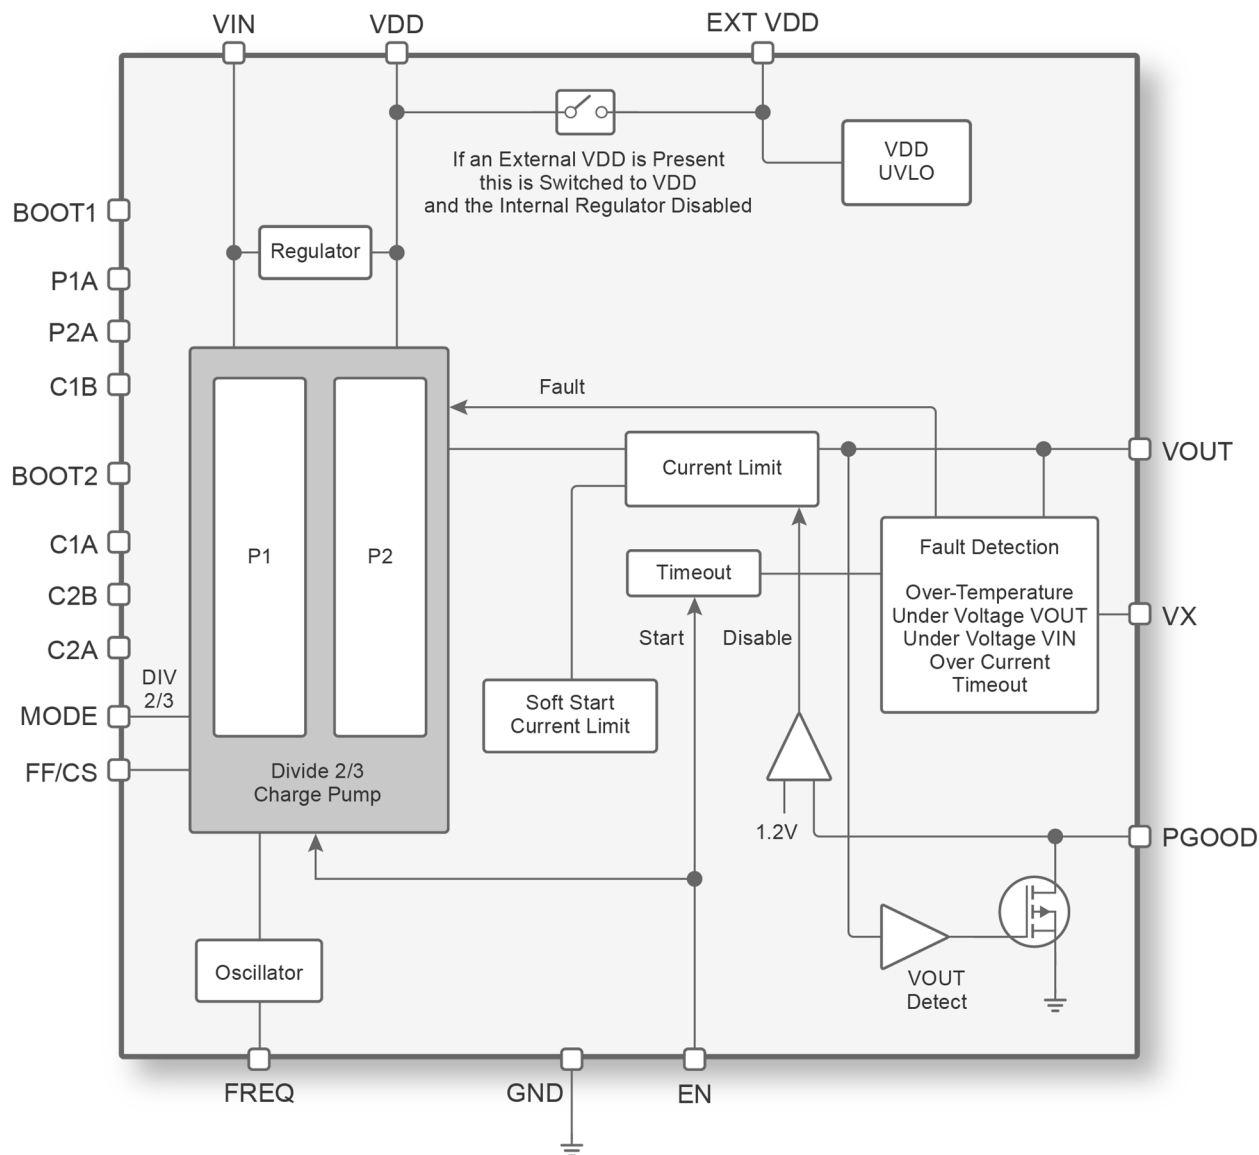 VIN
VDD
EXT VDD
VDD
UVLO
If an External VDD is Present
this is Switched to VDD
and the Internal Regulator Disabled
BOOT1
Regulator
P1A
P2A
C1B
Fault
BOOT2
Current Limit
VOUT
C1A
P1
P2
Fault Detection
Timeout
C2B
Over-Temperature
Under Voltage VOUT
Under Voltage VIN
Over Current
Timeout
VX
Start
Disable
C2A
DIV
2/3
MODE
Soft Start
Current Limit
FF/CS
Divide 2/3
Charge Pump
1.2V
PGOOD
Oscillator
VOUT
Detect
FREQ
GND
EN